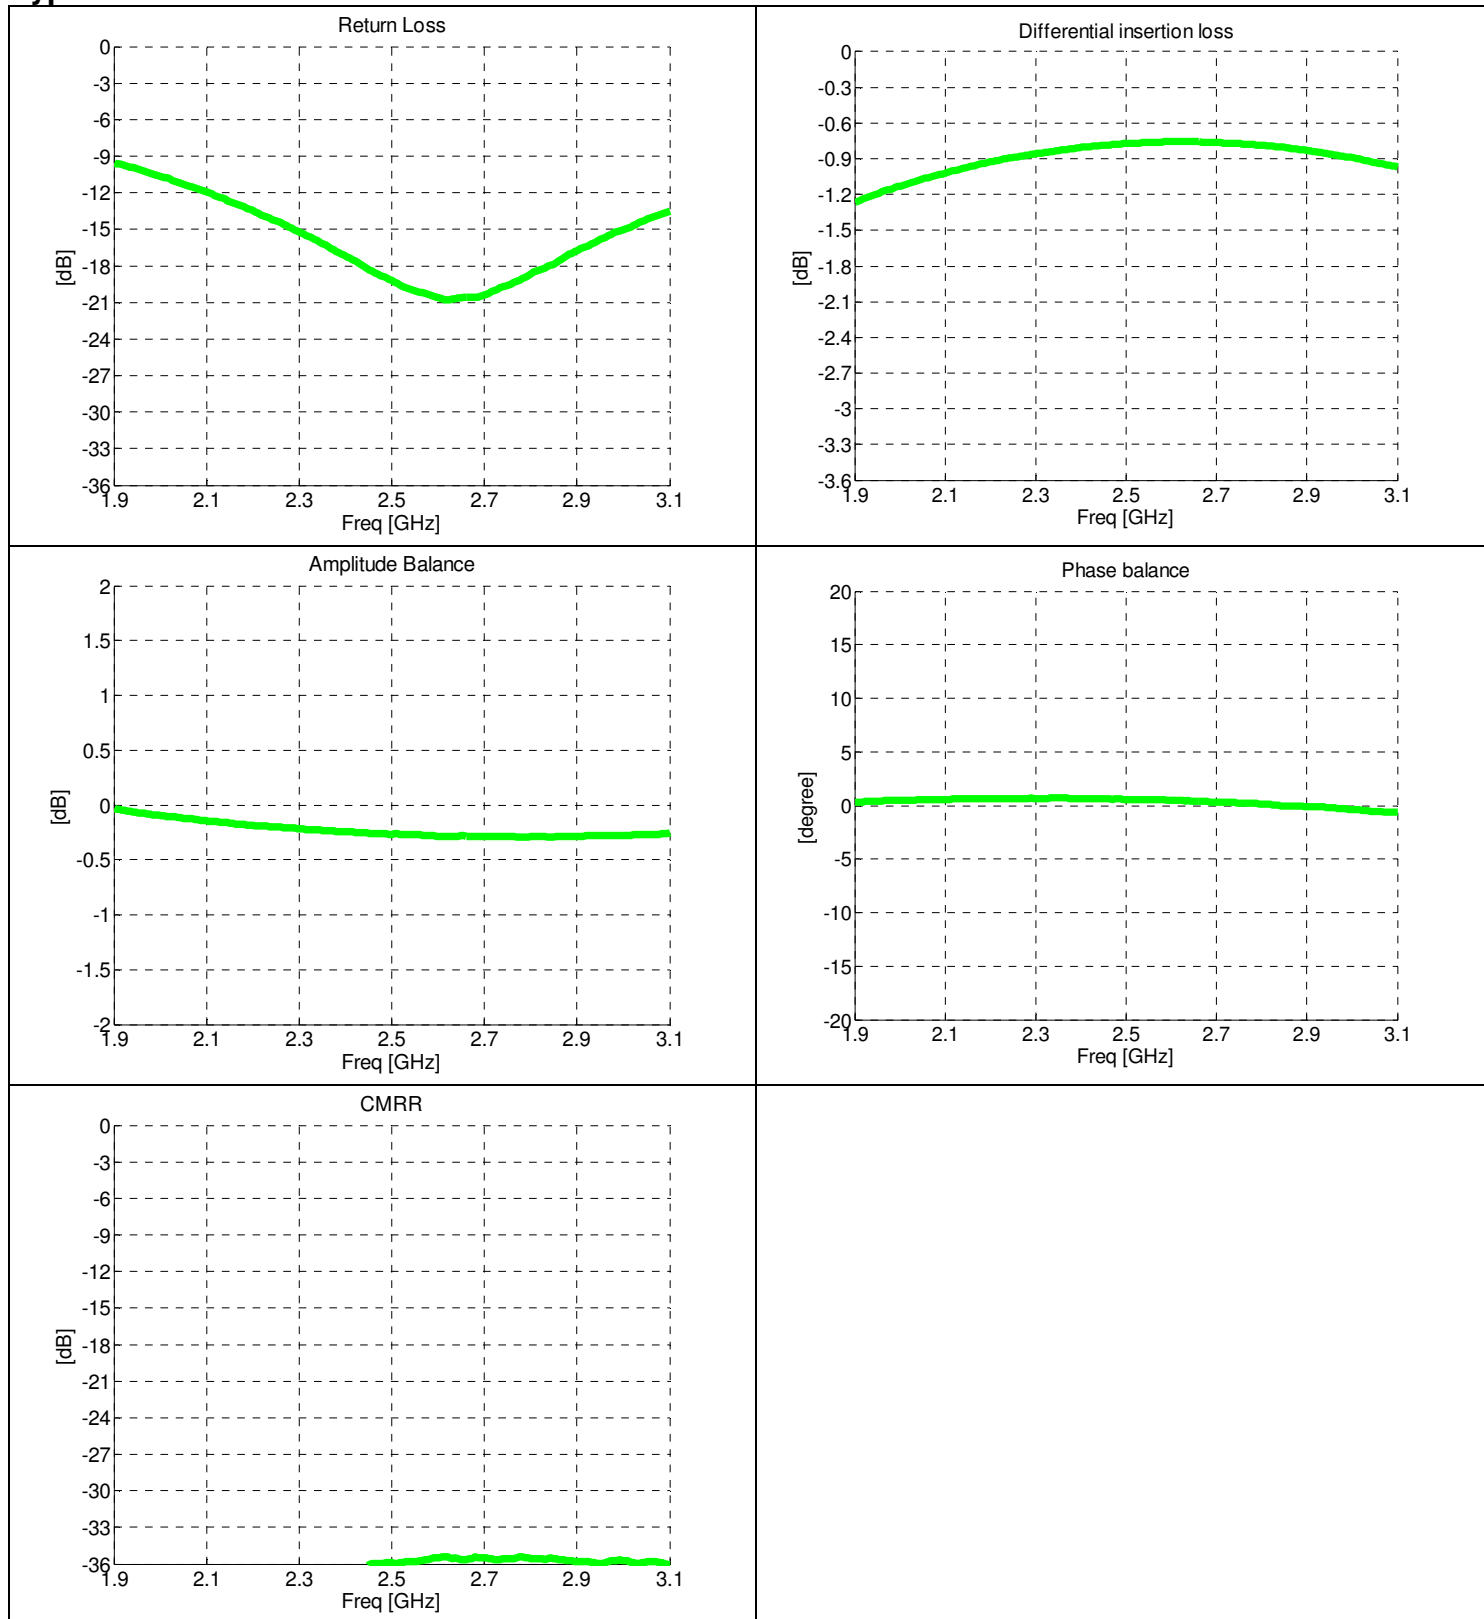 Return Loss
0
-3
-6
-9
-12
-15
-18
-21
-24
-27
-30
-33
-36
[dB]
1.9 2.1 2.3 2.5 2.7 2.9 3.1
Freq [GHz]
Differential insertion loss
0
-0.3
-0.6
-0.9
-1.2
-1.5
-1.8
-2.1
-2.4
-2.7
-3
-3.3
-3.6
[dB]
1.9 2.1 2.3 2.5 2.7 2.9 3.1
Freq [GHz]
Amplitude Balance
2
1.5
1
0.5
0
-0.5
-1
-1.5
-2
[dB]
1.9 2.1 2.3 2.5 2.7 2.9 3.1
Freq [GHz]
Phase balance
20
15
10
5
0
-5
-10
-15
-20
[degree]
1.9 2.1 2.3 2.5 2.7 2.9 3.1
Freq [GHz]
CMRR
0
-3
-6
-9
-12
-15
-18
-21
-24
-27
-30
-33
-36
[dB]
1.9 2.1 2.3 2.5 2.7 2.9 3.1
Freq [GHz]